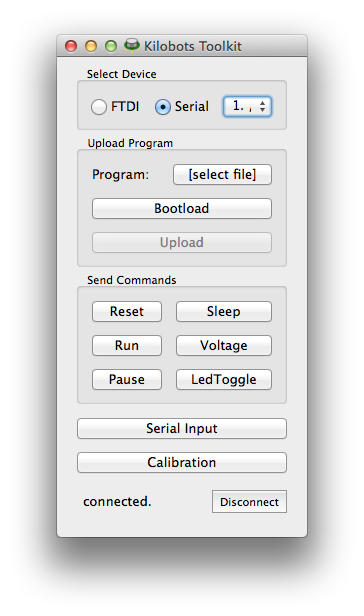 Kilobots Toolkit
Select Device
FTDI Serial 1. ,
Upload Program
Program: [select file]
Bootload
Upload
Send Commands
Reset Sleep
Run Voltage
Pause LedToggle
Serial Input
Calibration
connected. Disconnect